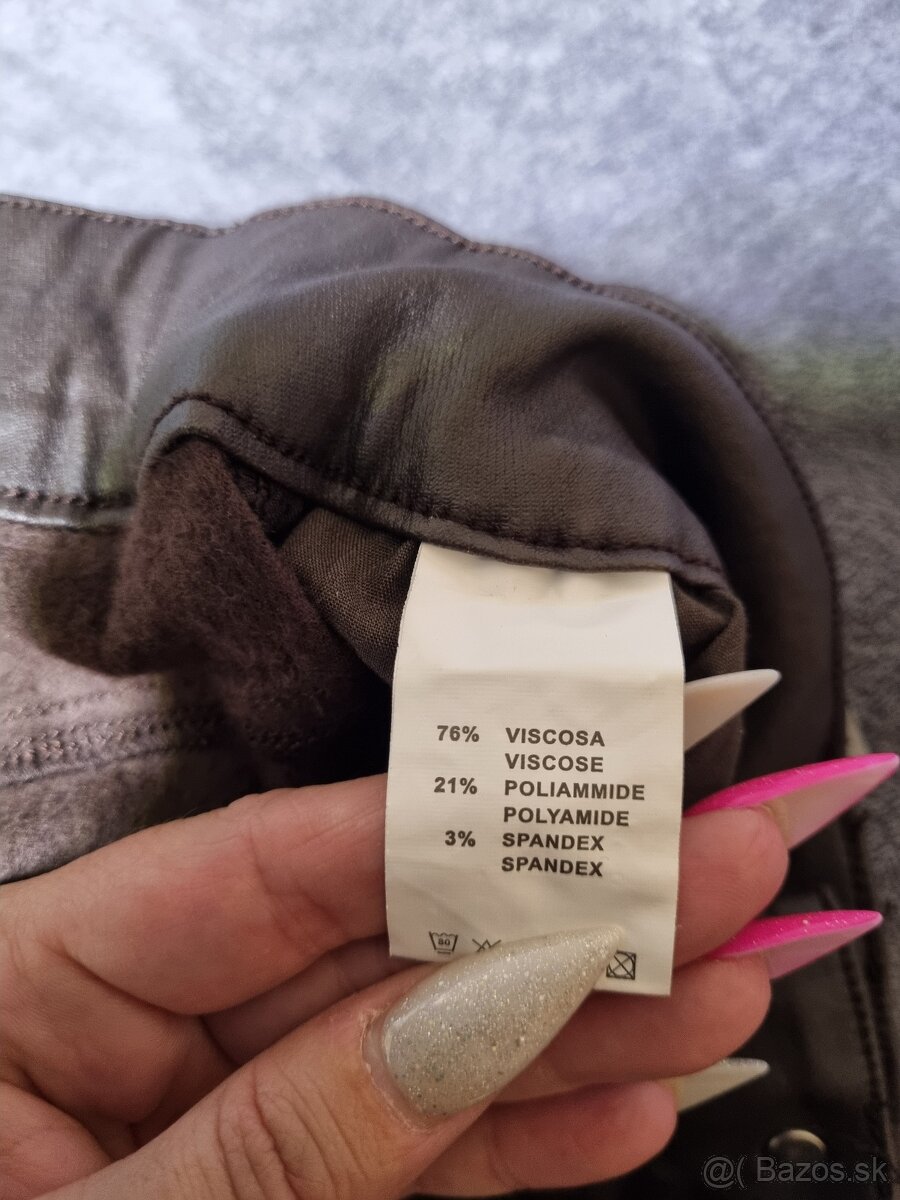 76% VISCOSA
VISCOSE
21% POLIAMMIDE
POLYAMIDE
3% SPANDEX
SPANDEX
@( Bazos.sk